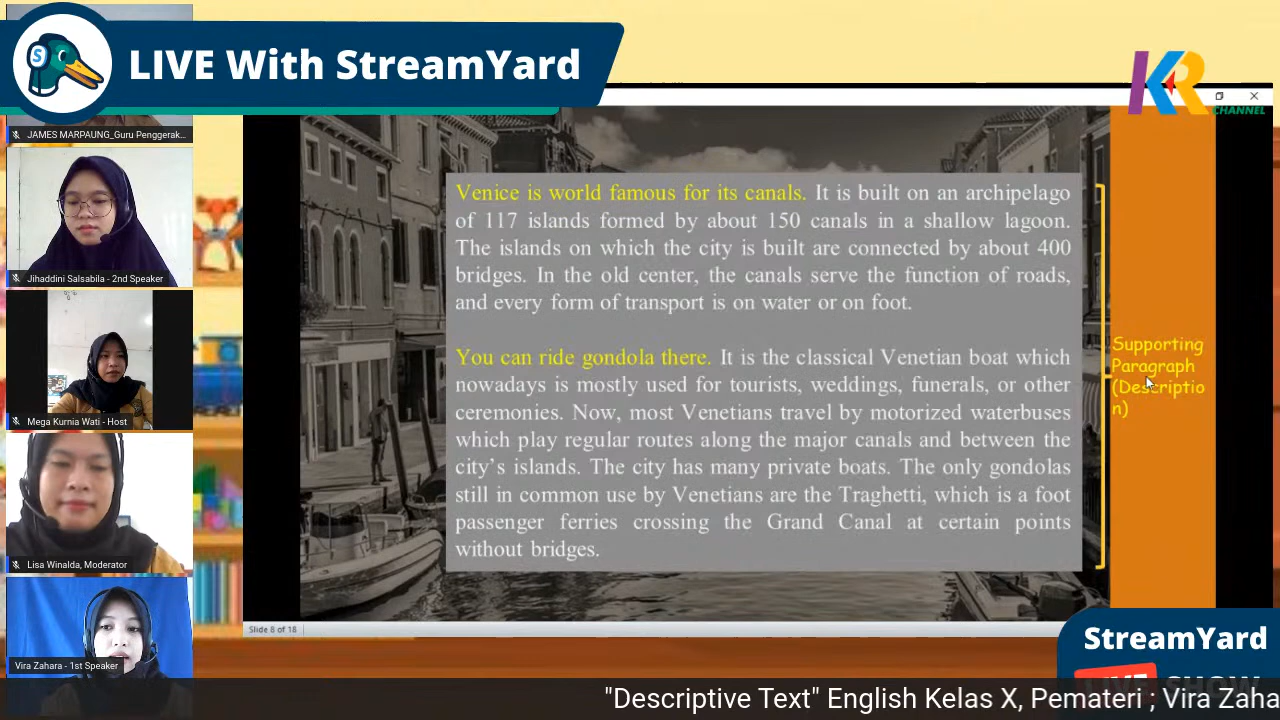 LIVE With StreamYard
KR
CHANNEL
JAMES MARPAUNG_Guru Penggerak...
Jihaddini Salsabila - 2nd Speaker
Mega Kurnia Wati - Host
Lisa Winalda, Moderator
Vira Zahara - 1st Speaker
Venice is world famous for its canals. It is built on an archipelago
of 117 islands formed by about 150 canals in a shallow lagoon.
The islands on which the city is built are connected by about 400
bridges. In the old center, the canals serve the function of roads,
and every form of transport is on water or on foot.
You can ride gondola there. It is the classical Venetian boat which
nowadays is mostly used for tourists, weddings, funerals, or other
ceremonies. Now, most Venetians travel by motorized waterbuses
which play regular routes along the major canals and between the
city's islands. The city has many private boats. The only gondolas
still in common use by Venetians are the Traghetti, which is a foot
passenger ferries crossing the Grand Canal at certain points
without bridges.
Supporting
Paragraph
(Descriptio
n)
Slide 8 of 18
StreamYard
LIVE SHOW
"Descriptive Text" English Kelas X, Pemateri ; Vira Zaha